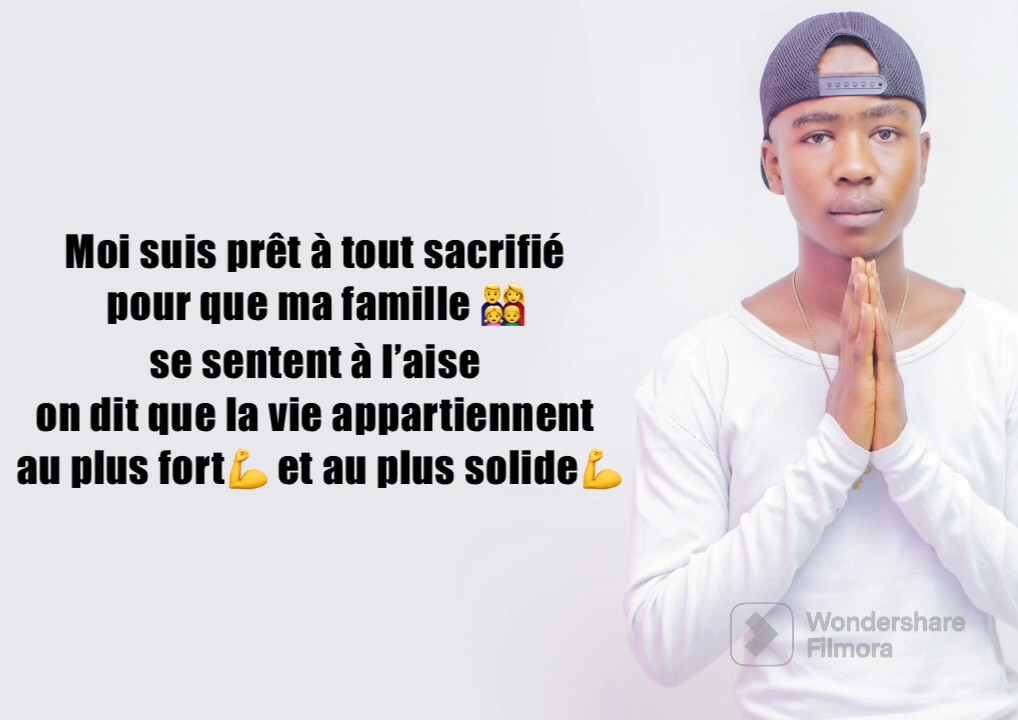 Moi suis prêt à tout sacrifié
pour que ma famille 👨‍👩‍👧‍👦
se sentent à l’aise
on dit que la vie appartiennent
au plus fort💪 et au plus solide💪
Wondershare
Filmora